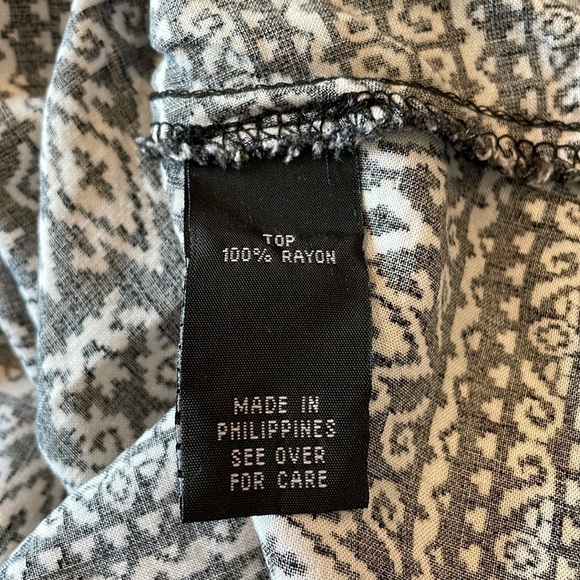 TOP
100% RAYON
MADE IN
PHILIPPINES
SEE OVER
FOR CARE